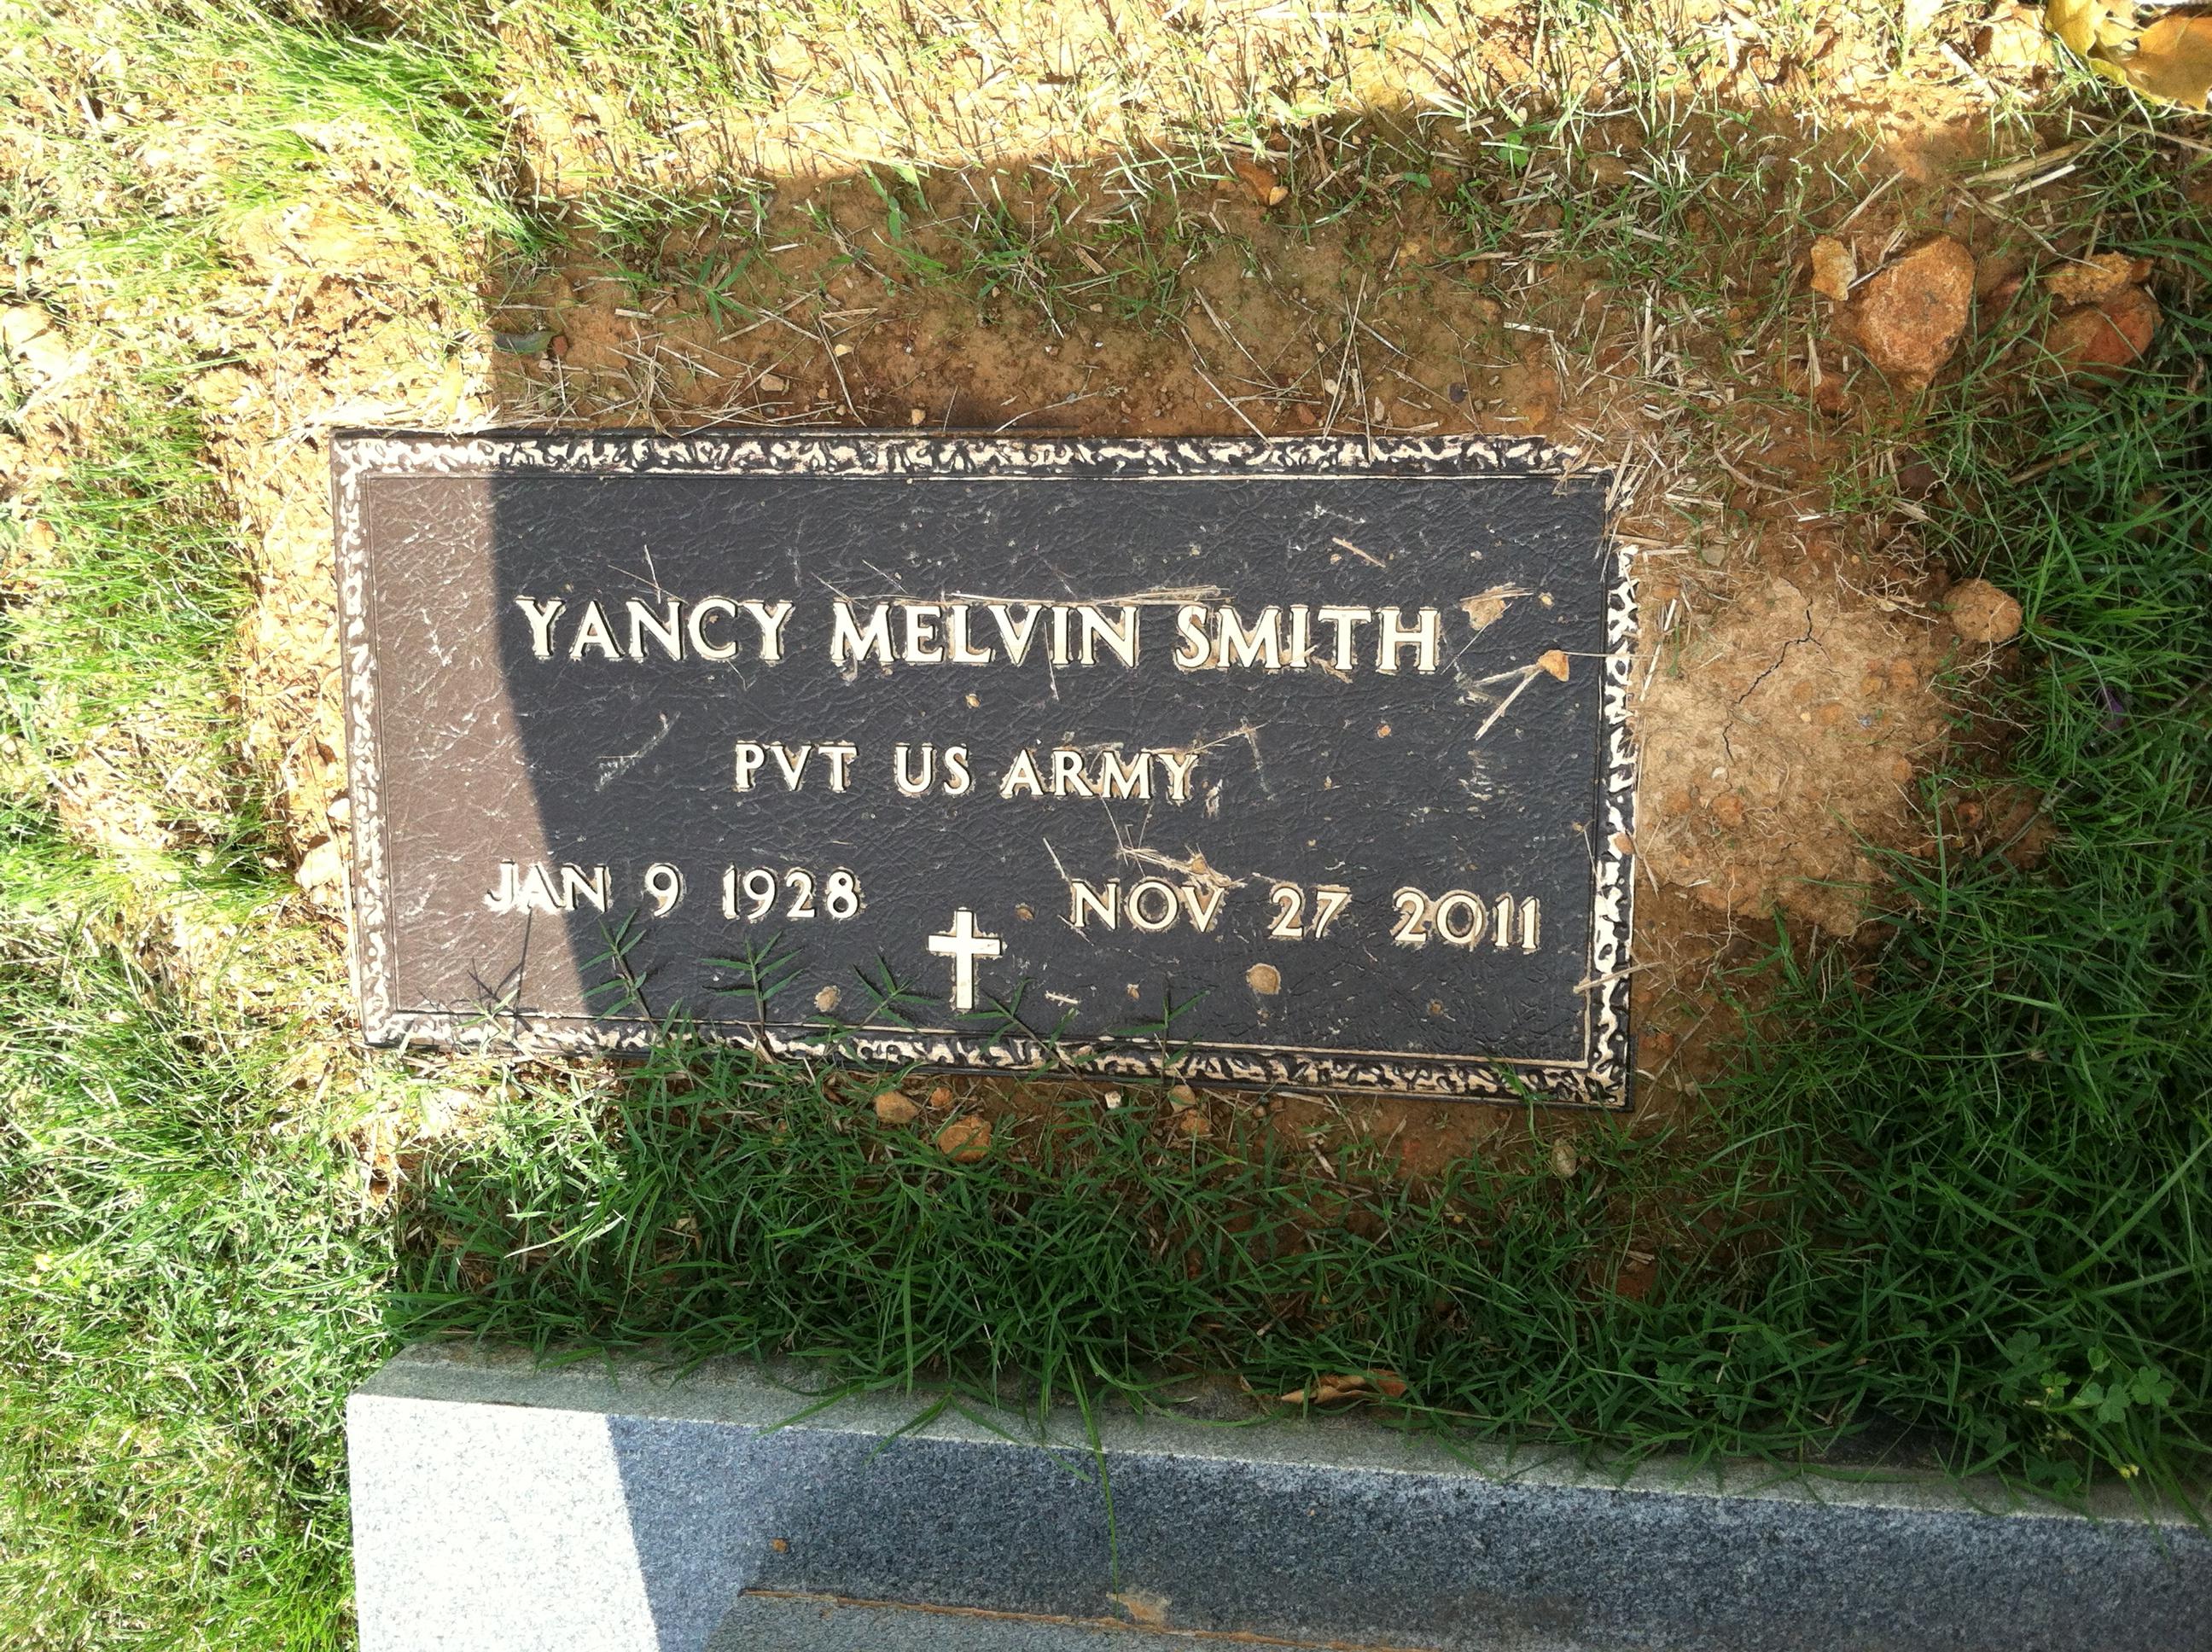 YANCY MELVIN SMITH
PVT US ARMY
JAN 9 1928 NOV 27 2011